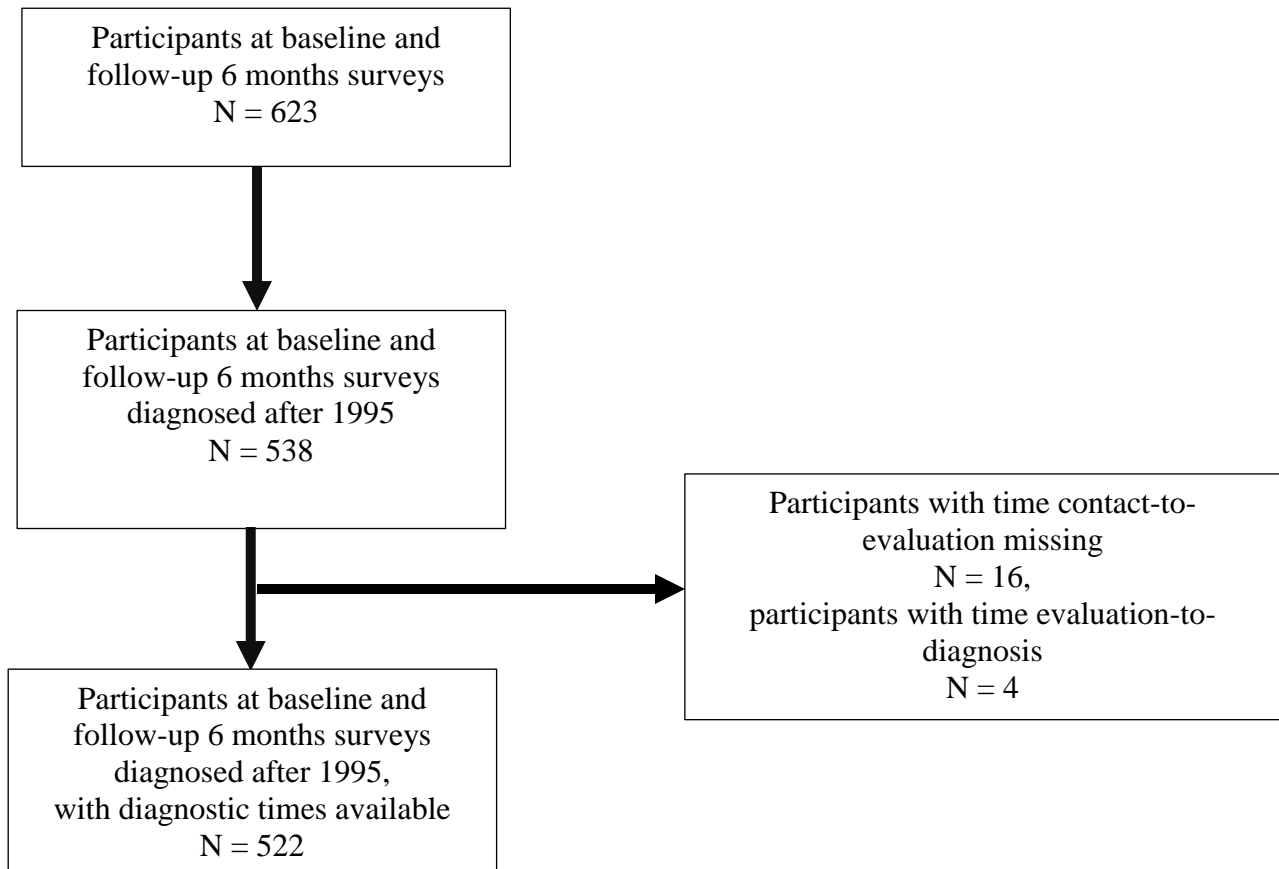 Participants at baseline and
follow-up 6 months surveys
N = 623
Participants at baseline and
follow-up 6 months surveys
diagnosed after 1995
N = 538
Participants with time contact-to-
evaluation missing
N = 16,
participants with time evaluation-to-
diagnosis
N = 4
Participants at baseline and
follow-up 6 months surveys
diagnosed after 1995,
with diagnostic times available
N = 522